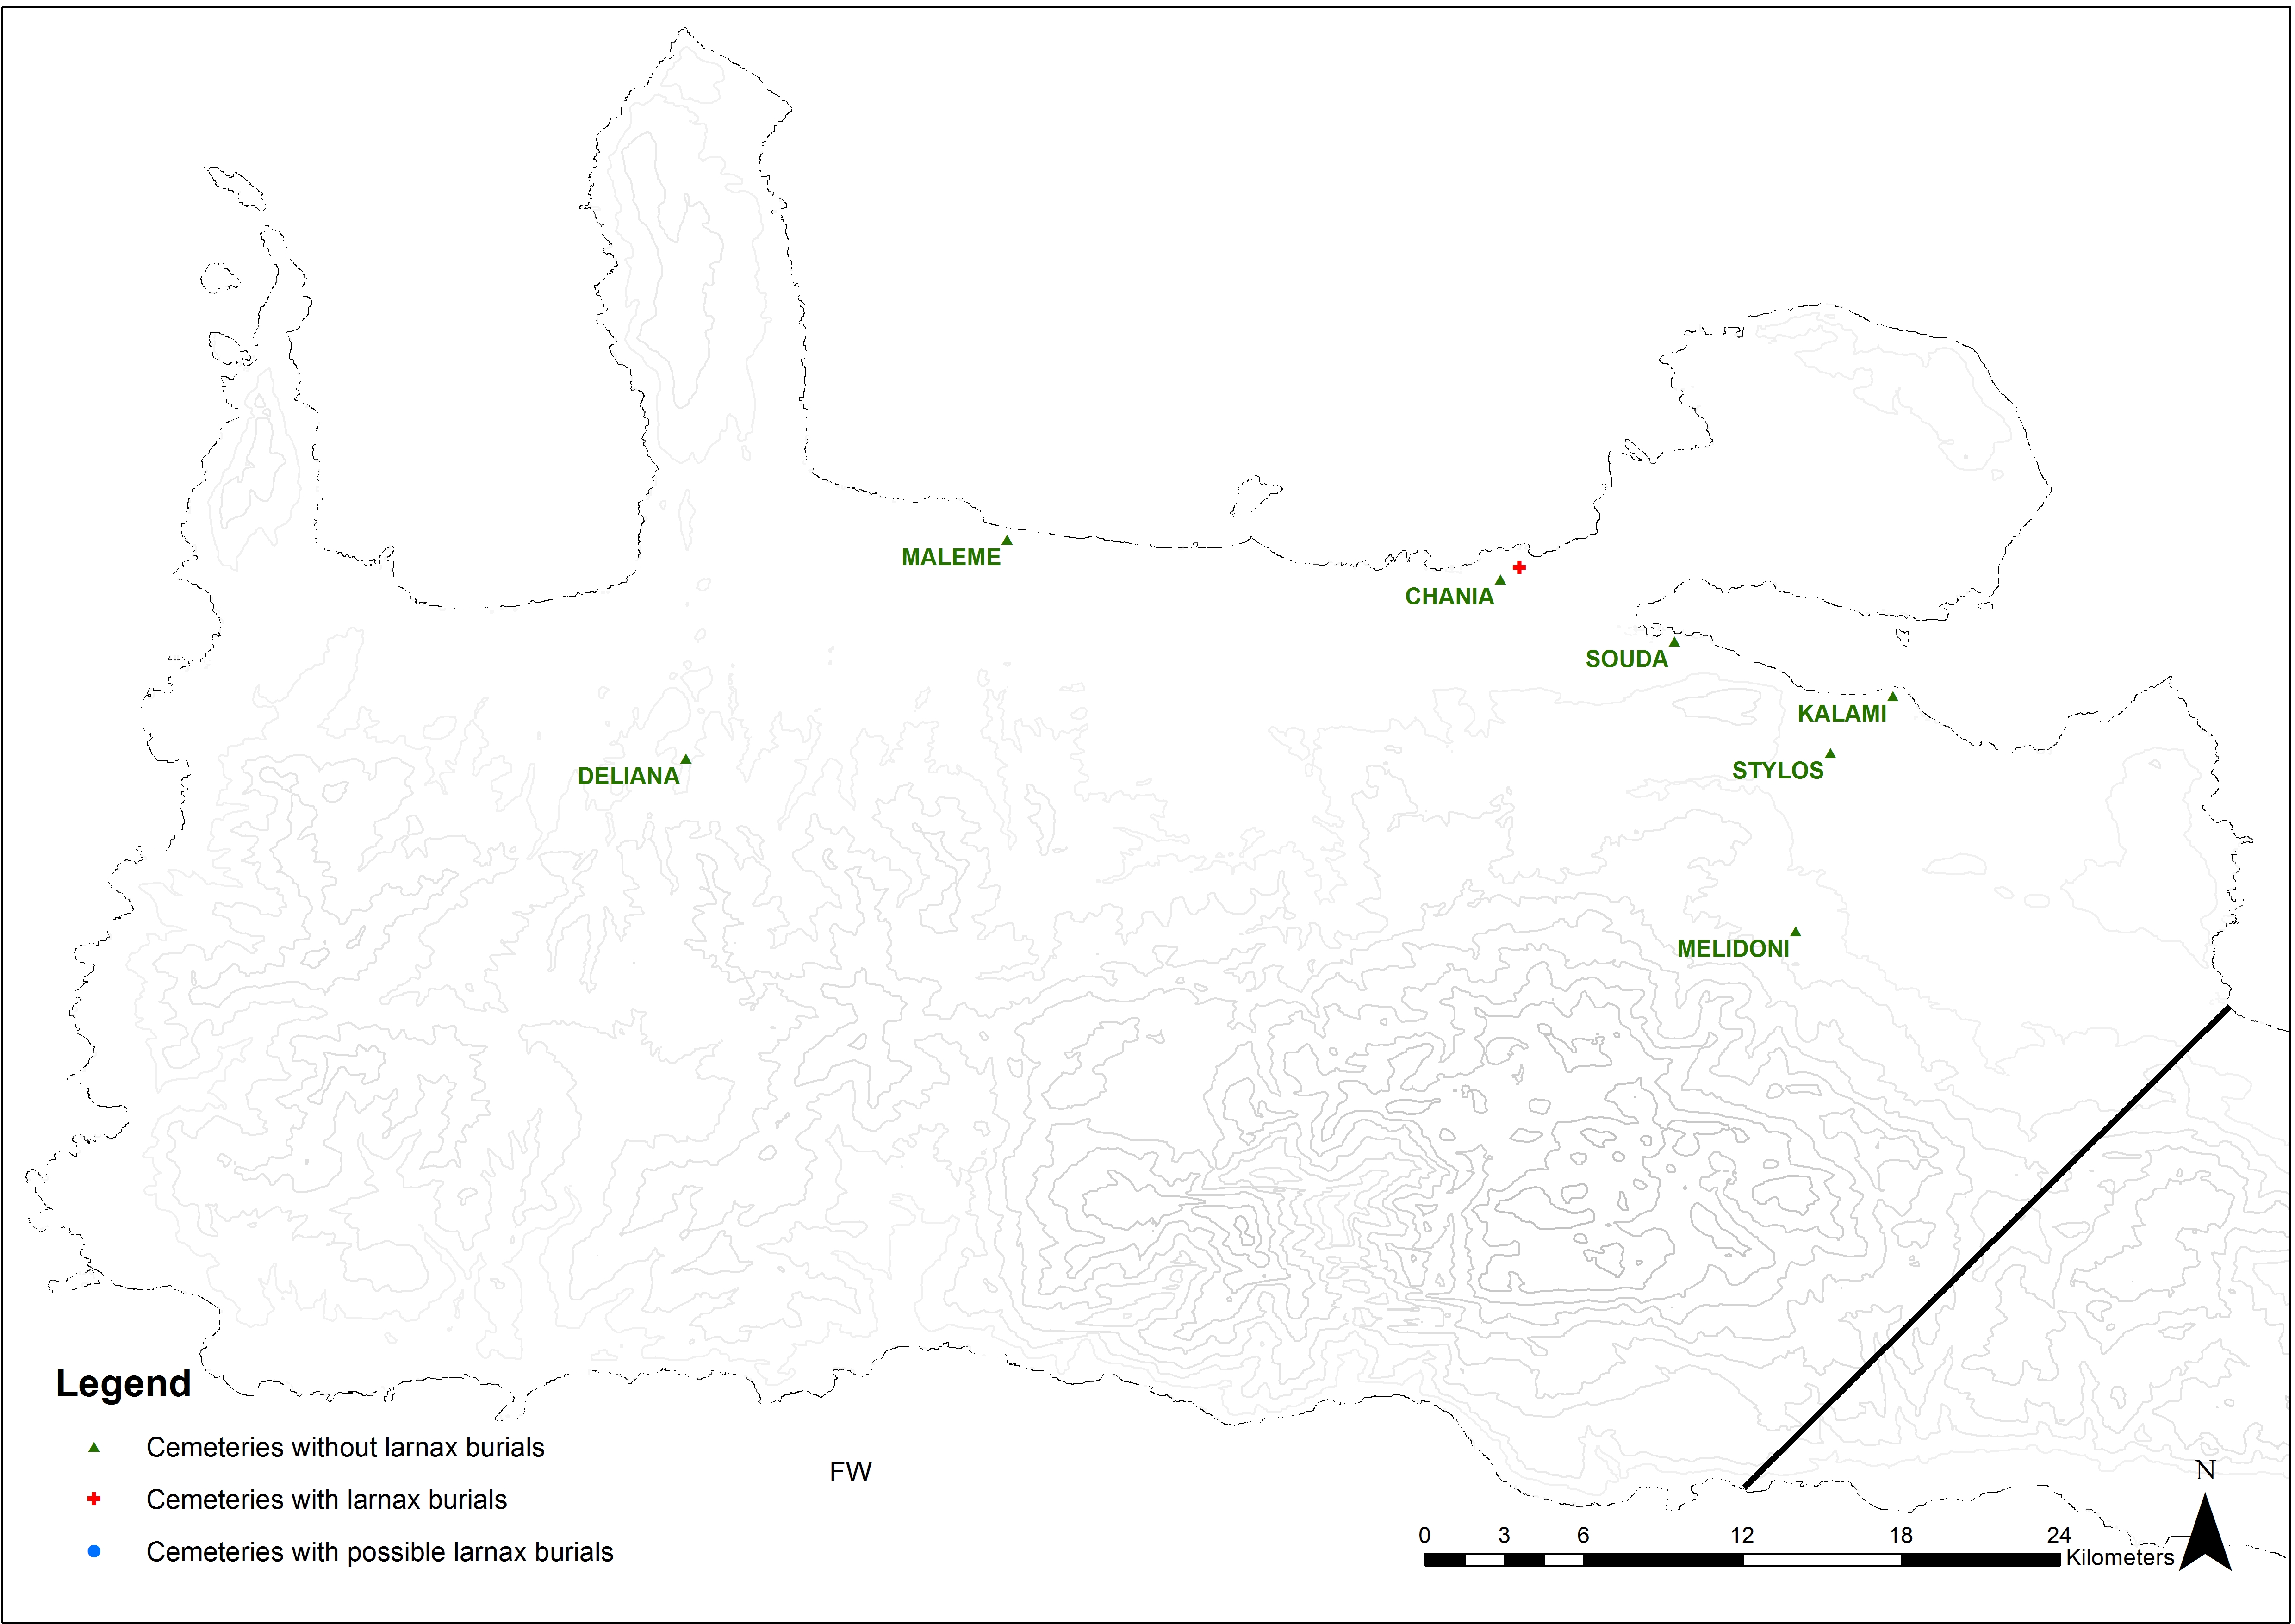 MALEME
CHANIA
SOUDA
KALAMI
STYLOS
DELIANA
MELIDONI
Legend
Cemeteries without larnax burials
Cemeteries with larnax burials
Cemeteries with possible larnax burials
FW
N
0 3 6 12 18 24
Kilometers